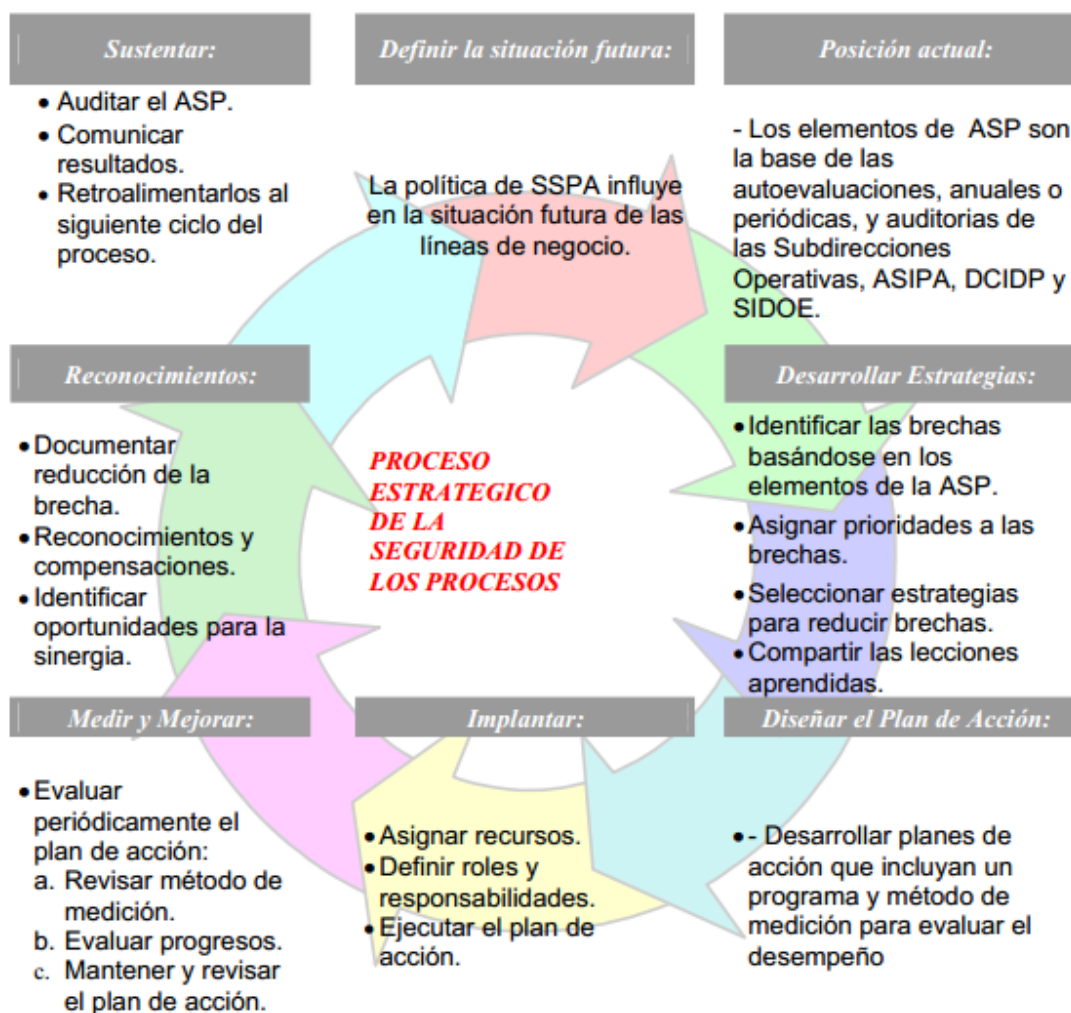 Sustentar:
• Auditar el ASP.
• Comunicar
resultados.
• Retroalimentarlos al
siguiente ciclo del
proceso.
Definir la situación futura:
La política de SSPA influye
en la situación futura de las
líneas de negocio.
Posición actual:
- Los elementos de ASP son
la base de las
autoevaluaciones, anuales o
periódicas, y auditorias de
las Subdirecciones
Operativas, ASIPA, DCIDP y
SIDOE.
Reconocimientos:
• Documentar
reducción de la
brecha.
• Reconocimientos y
compensaciones.
• Identificar
oportunidades para la
sinergia.
PROCESO
ESTRATEGICO
DE LA
SEGURIDAD DE
LOS PROCESOS
Desarrollar Estrategias:
• Identificar las brechas
basándose en los
elementos de la ASP.
• Asignar prioridades a las
brechas.
• Seleccionar estrategias
para reducir brechas.
• Compartir las lecciones
aprendidas.
Medir y Mejorar:
• Evaluar
periódicamente el
plan de acción:
a. Revisar método de
medición.
b. Evaluar progresos.
c. Mantener y revisar
el plan de acción.
Implantar:
• Asignar recursos.
• Definir roles y
responsabilidades.
• Ejecutar el plan de
acción.
Diseñar el Plan de Acción:
• - Desarrollar planes de
acción que incluyan un
programa y método de
medición para evaluar el
desempeño